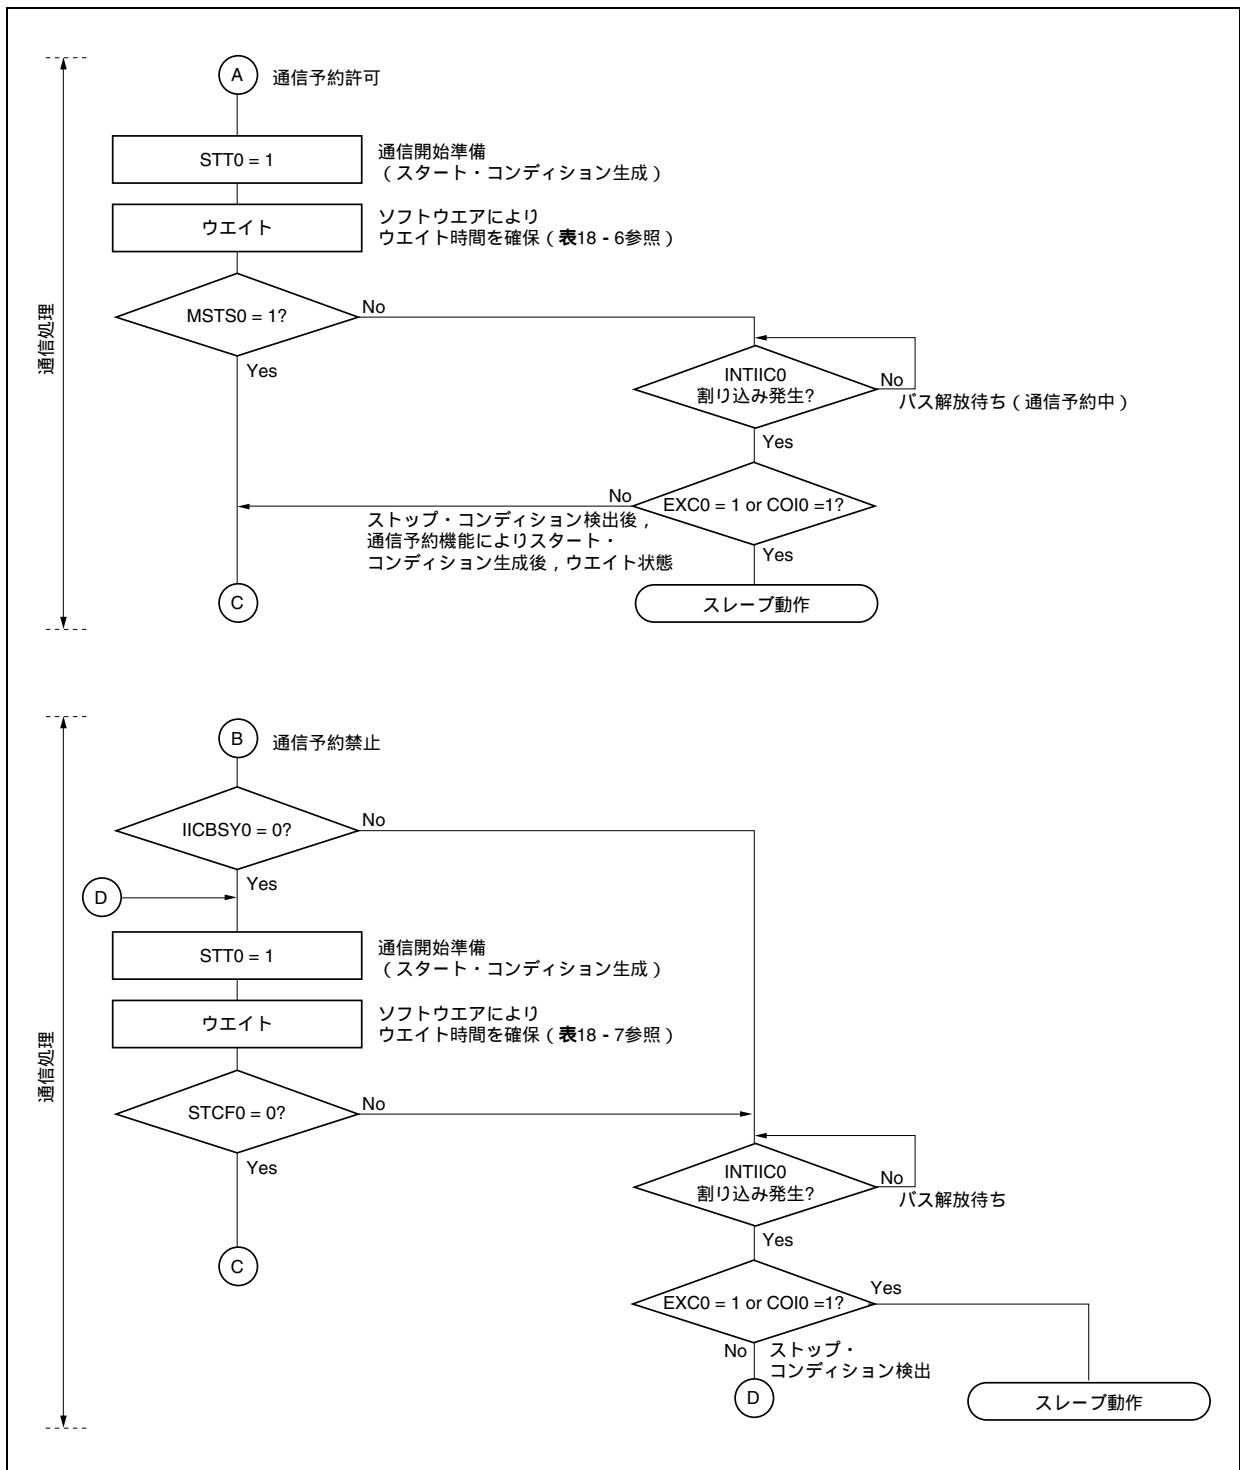 A 通信予約許可
STT0 = 1
通信開始準備
（スタート・コンディション生成）
ウエイト
ソフトウエアにより
ウエイト時間を確保（表18 - 6参照）
MSTS0 = 1?
No
Yes
通信処理
INTIIC0
割り込み発生?
No
バス解放待ち（通信予約中）
Yes
EXC0 = 1 or COI0 =1?
No
ストップ・コンディション検出後，
通信予約機能によりスタート・
コンディション生成後，ウエイト状態
Yes
C
スレーブ動作
B 通信予約禁止
IICBSY0 = 0?
No
Yes
D
STT0 = 1
通信開始準備
（スタート・コンディション生成）
ウエイト
ソフトウエアにより
ウエイト時間を確保（表18 - 7参照）
通信処理
STCF0 = 0?
No
Yes
INTIIC0
割り込み発生?
No
バス解放待ち
Yes
C
EXC0 = 1 or COI0 =1?
Yes
No
ストップ・
コンディション検出
D
スレーブ動作